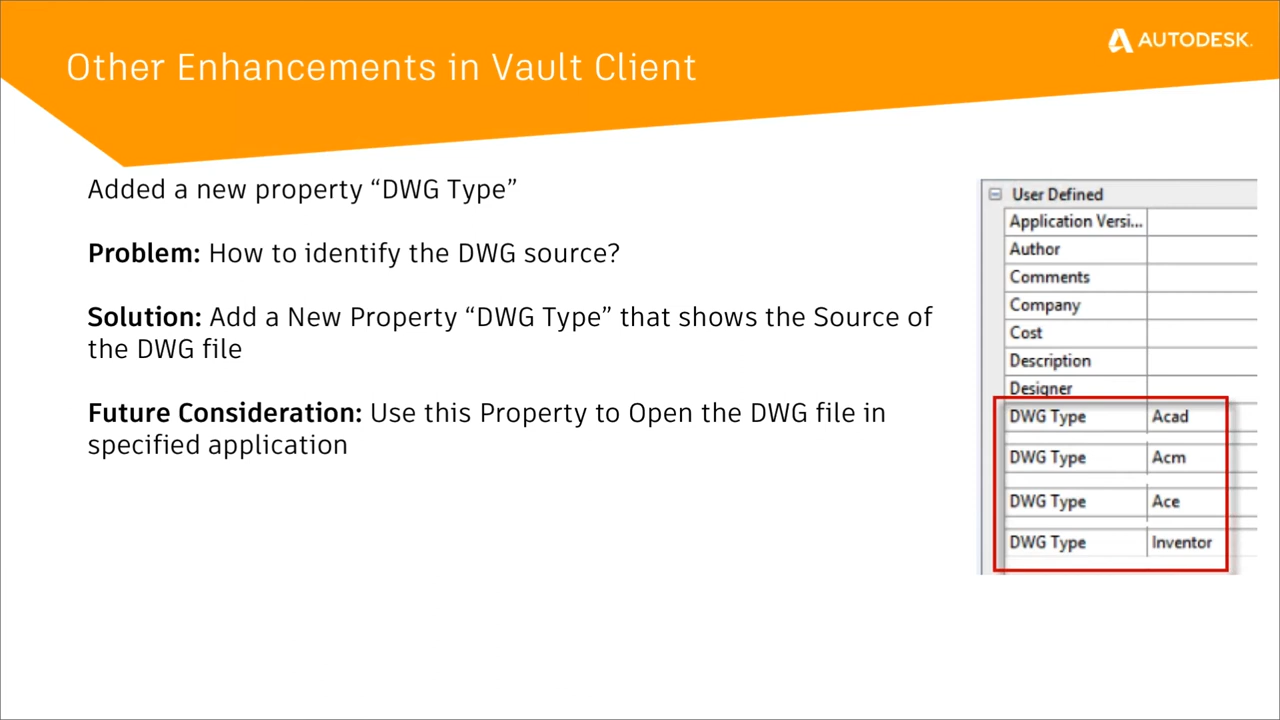 Other Enhancements in Vault Client
AUTODESK.
Added a new property “DWG Type”
Problem: How to identify the DWG source?
Solution: Add a New Property “DWG Type” that shows the Source of
the DWG file
Future Consideration: Use this Property to Open the DWG file in
specified application
User Defined
Application Versi...
Author
Comments
Company
Cost
Description
Designer
DWG Type Acad
DWG Type Acm
DWG Type Ace
DWG Type Inventor